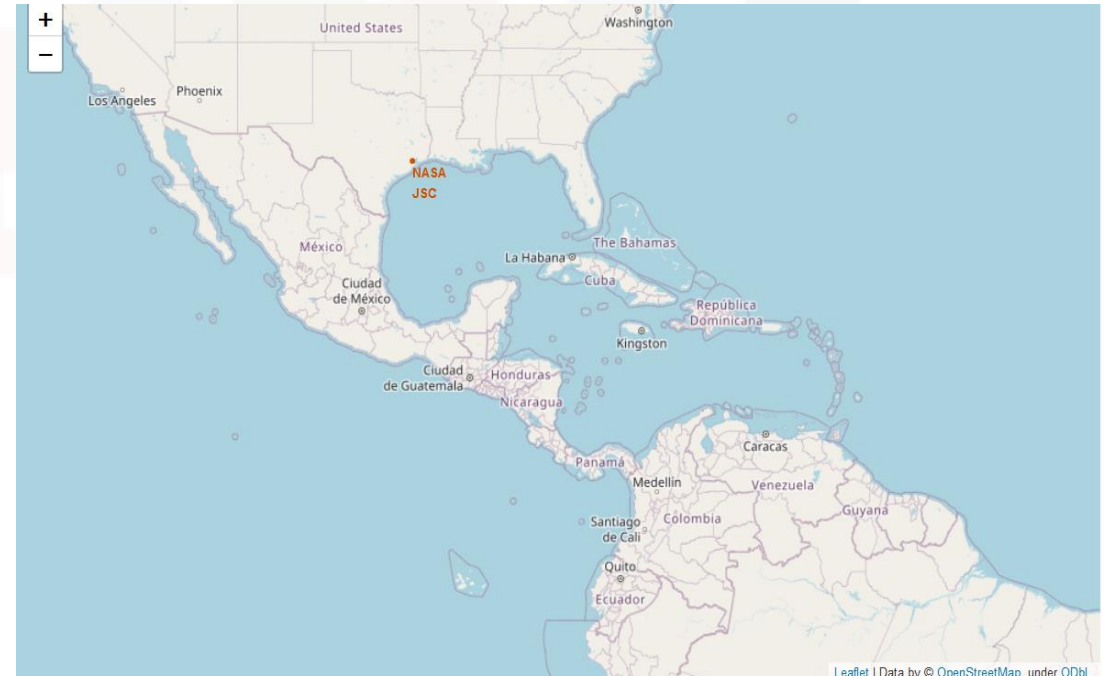 +
−
Washington
United States
Phoenix
Los Angeles
NASA
JSC
México
The Bahamas
La Habana
Cuba
Ciudad
de México
República
Dominicana
Kingston
Ciudad
de Guatemala
Honduras
Nicaragua
Caracas
Panamá
Medellín
Venezuela
Guyana
Santiago
de Cali
Colombia
Quito
Ecuador
Leaflet | Data by © OpenStreetMap, under ODbL